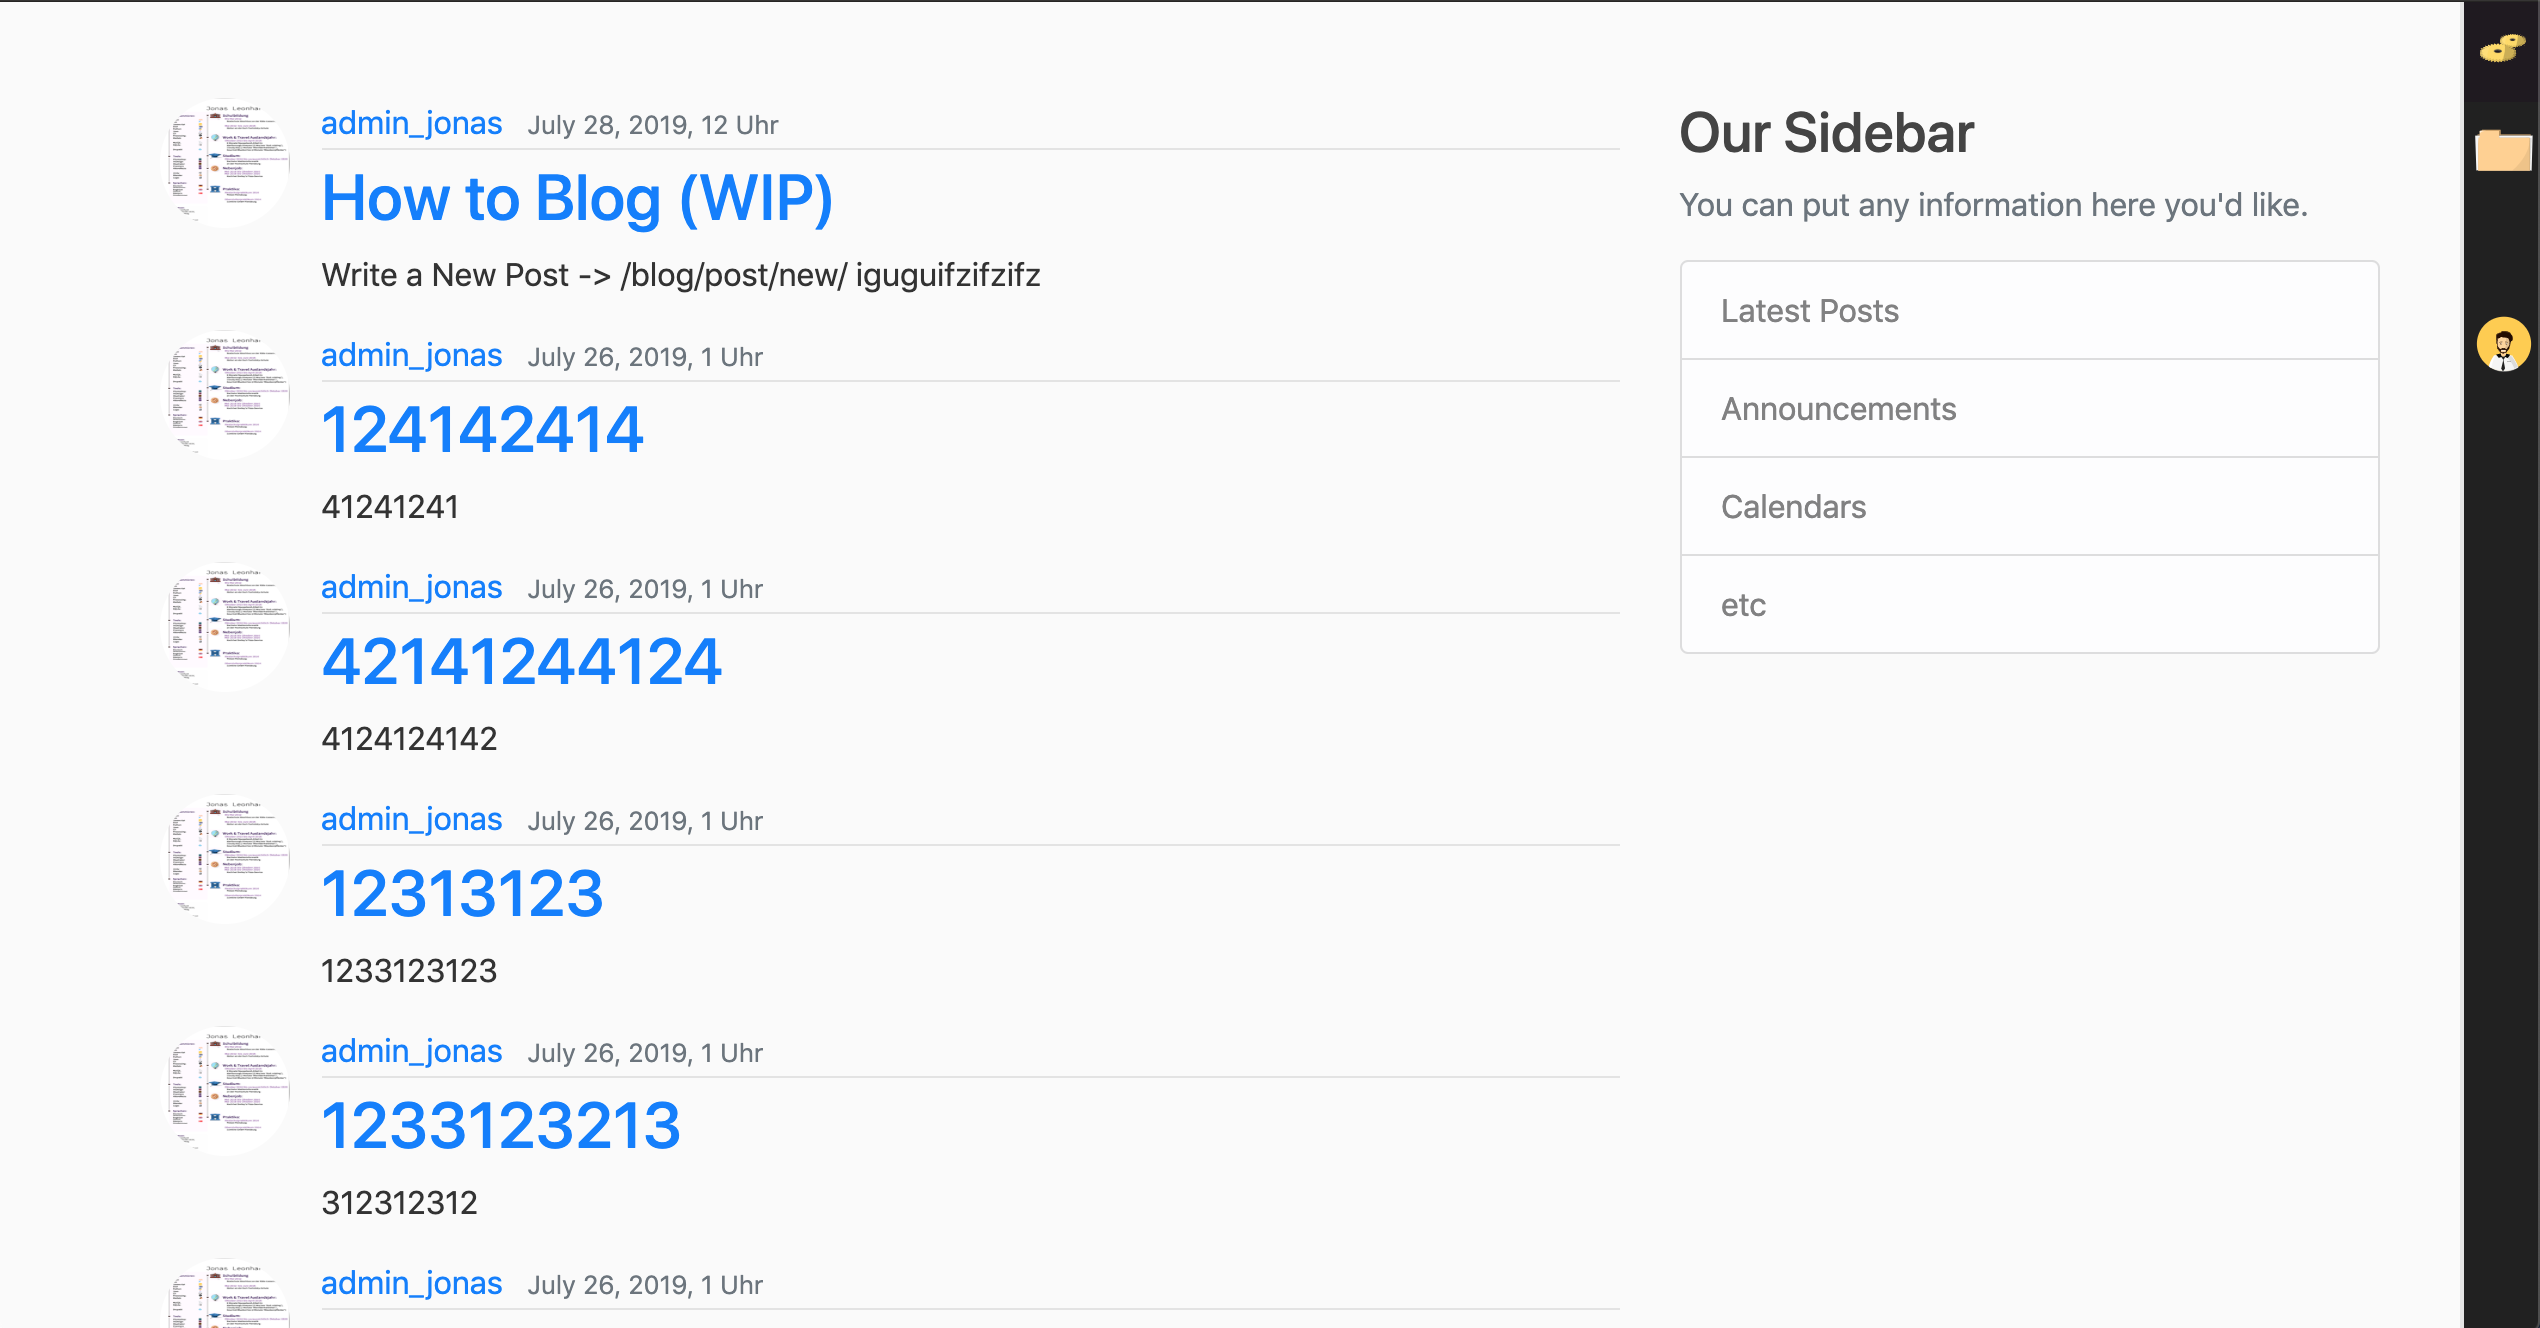 admin_jonas July 28, 2019, 12 Uhr
How to Blog (WIP)
Write a New Post -> /blog/post/new/ iguguifzifzifz
admin_jonas July 26, 2019, 1 Uhr
124142414
41241241
admin_jonas July 26, 2019, 1 Uhr
42141244124
4124124142
admin_jonas July 26, 2019, 1 Uhr
12313123
1233123123
admin_jonas July 26, 2019, 1 Uhr
1233123213
312312312
admin_jonas July 26, 2019, 1 Uhr
Our Sidebar
You can put any information here you'd like.
Latest Posts
Announcements
Calendars
etc